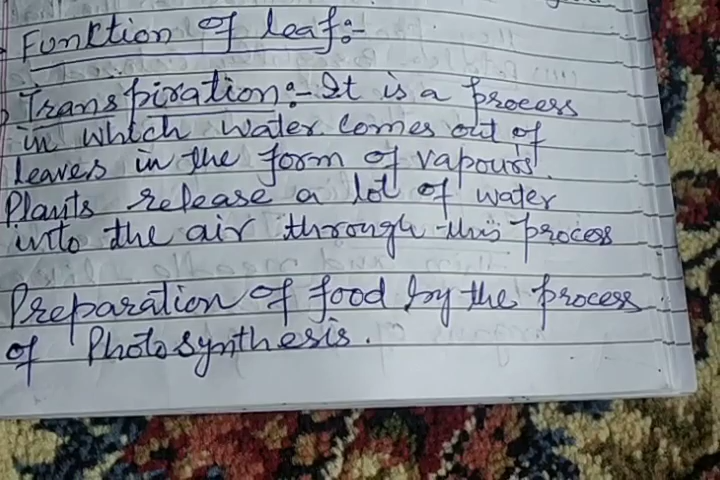 Funktion of leaf:-
Transpiration:- It is a process
in which water comes out of
leaves in the form of vapours.
Plants release a lot of water
into the air through this process
Preparation of food by the process
of Photosynthesis.